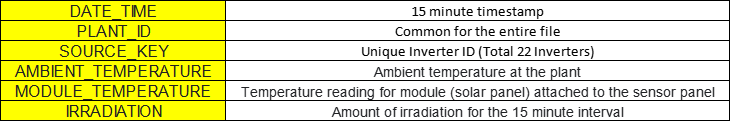 DATE_TIME 15 minute timestamp
PLANT_ID Common for the entire file
SOURCE_KEY Unique Inverter ID (Total 22 Inverters)
AMBIENT_TEMPERATURE Ambient temperature at the plant
MODULE_TEMPERATURE Temperature reading for module (solar panel) attached to the sensor panel
IRRADIATION Amount of irradiation for the 15 minute interval